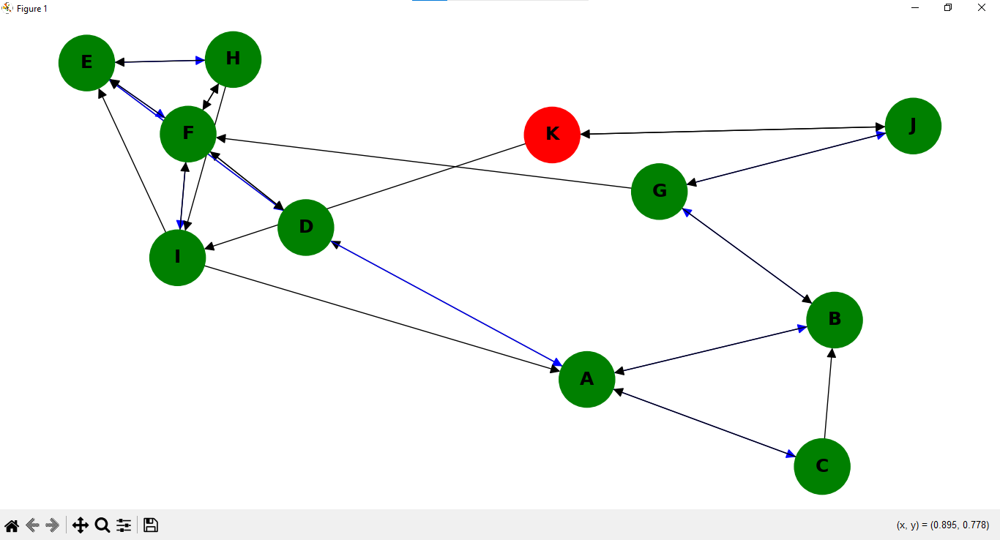 Figure 1
E
H
F
K
J
G
D
I
B
A
C
(x, y) = (0.895, 0.778)